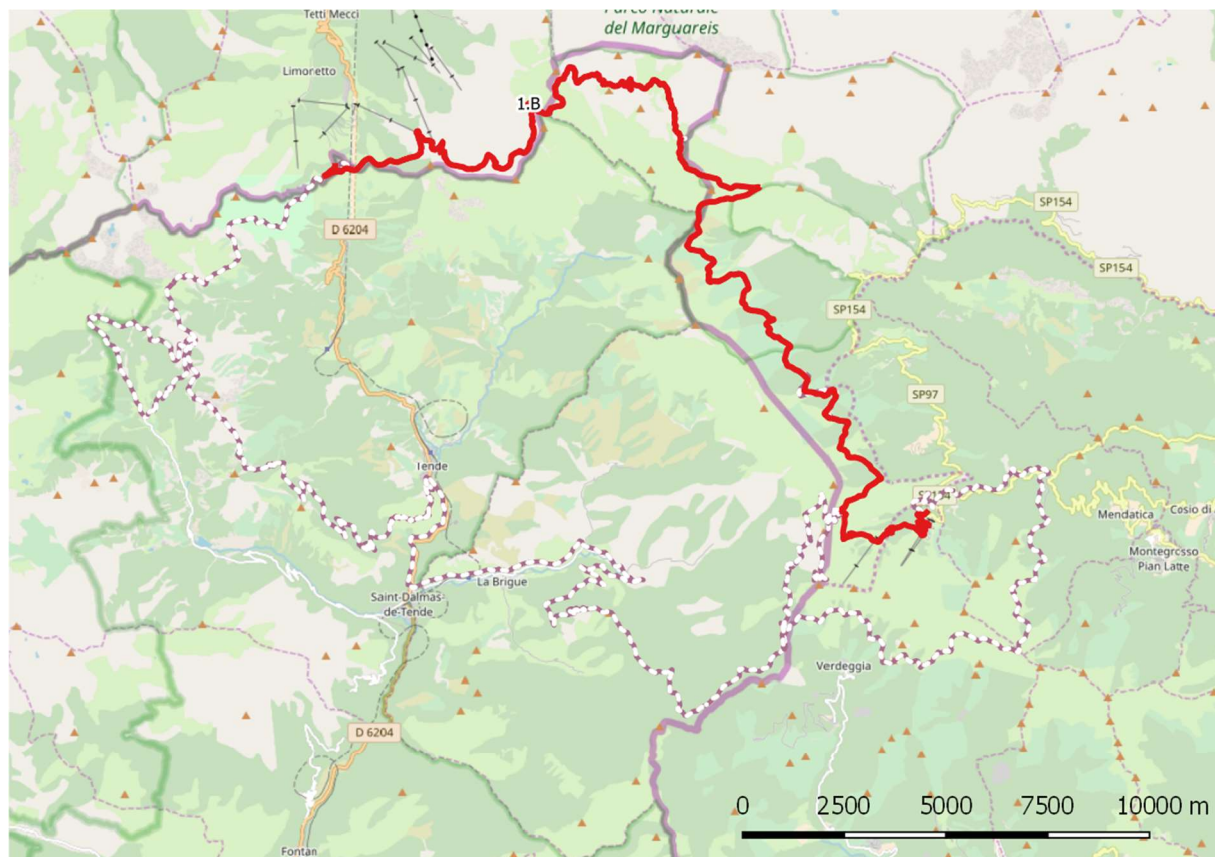 Parco Naturale
del Marguareis
Tetti Mecci
Limoretto
1:B
D 6204
SP154
SP154
SP154
SP97
Tende
Mendatica
Cosio di
Montegrosso
Pian Latte
La Brigue
Saint-Dalmas-
de-Tende
Verdeggia
D 6204
Fontan
0 2500 5000 7500 10000 m